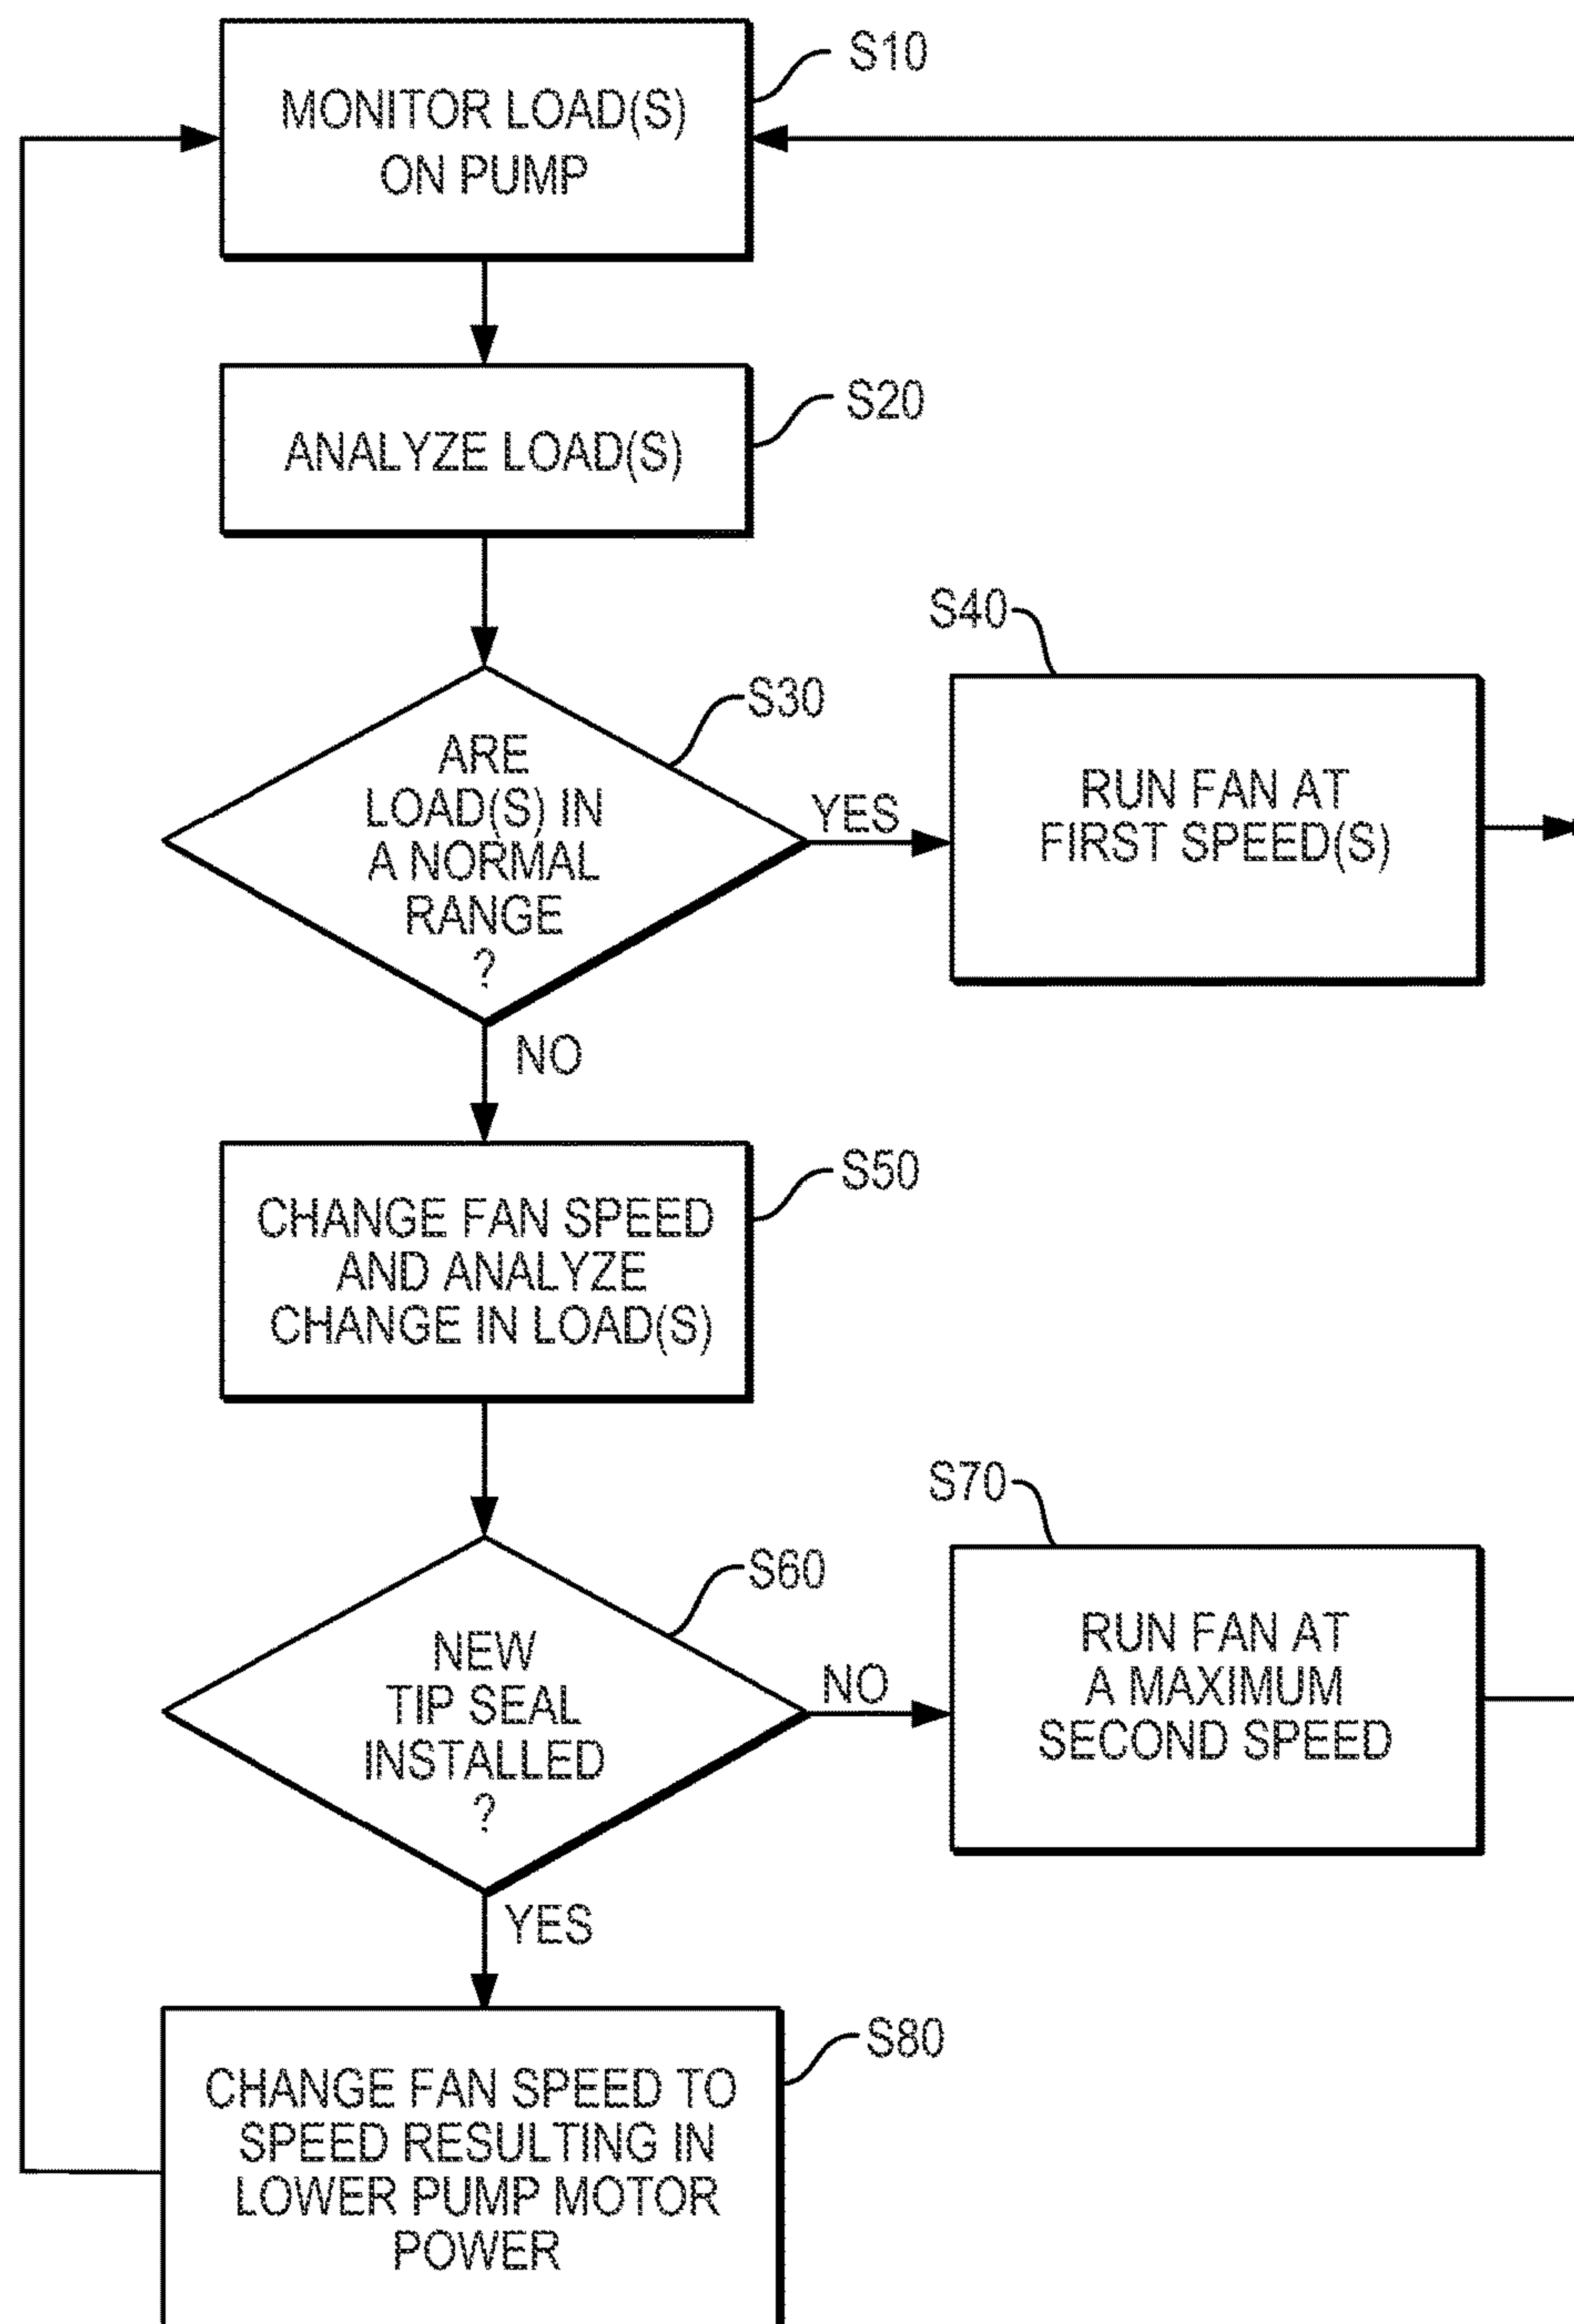 S10
MONITOR LOAD(S)
ON PUMP
S20
ANALYZE LOAD(S)
S30
ARE
LOAD(S) IN
A NORMAL
RANGE
?
YES
S40
RUN FAN AT
FIRST SPEED(S)
NO
S50
CHANGE FAN SPEED
AND ANALYZE
CHANGE IN LOAD(S)
S60
NEW
TIP SEAL
INSTALLED
?
NO
S70
RUN FAN AT
A MAXIMUM
SECOND SPEED
YES
S80
CHANGE FAN SPEED TO
SPEED RESULTING IN
LOWER PUMP MOTOR
POWER